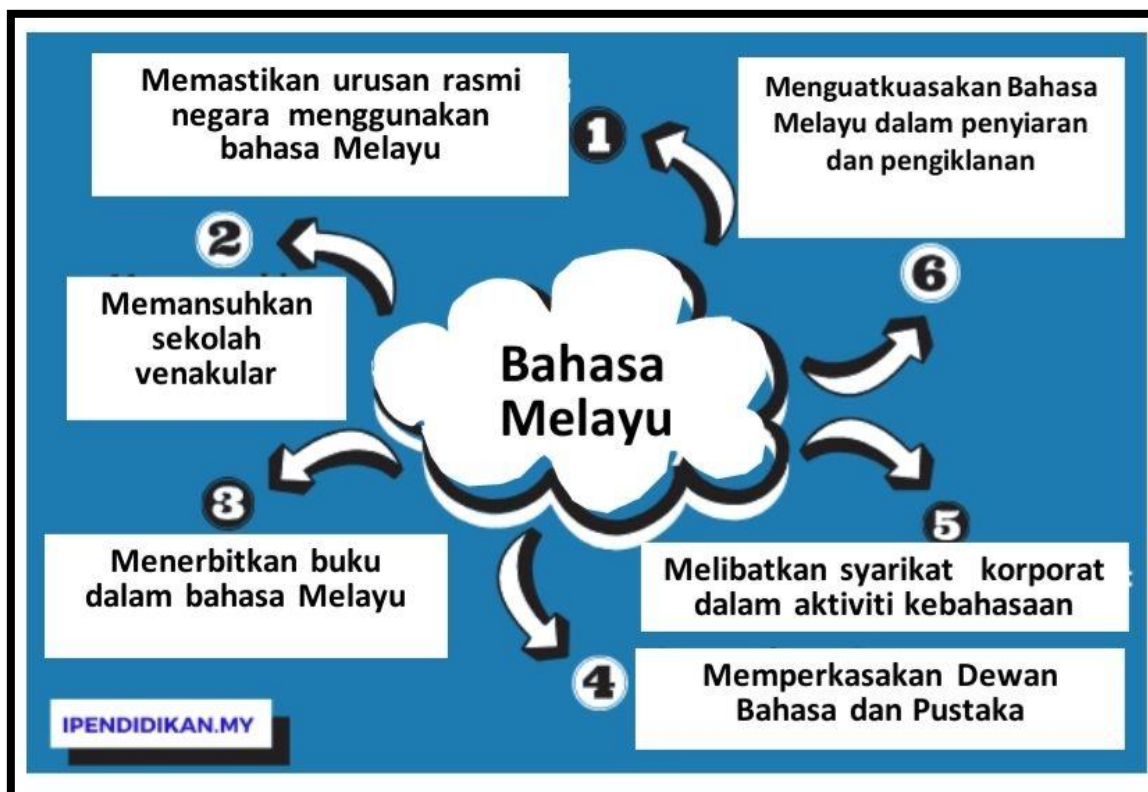 Memastikan urusan rasmi
negara menggunakan
bahasa Melayu
1
Menguatkuasakan Bahasa
Melayu dalam penyiaran
dan pengiklanan
6
2
Memansuhkan
sekolah
venakular
Bahasa
Melayu
3
Menerbitkan buku
dalam bahasa Melayu
5
Melibatkan syarikat korporat
dalam aktiviti kebahasaan
4
Memperkasakan Dewan
Bahasa dan Pustaka
IPENDIDIKAN.MY